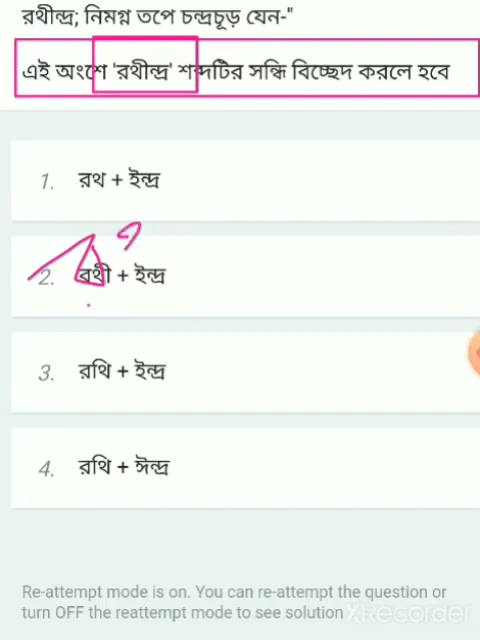 রথীন্দ্র; নিমগ্ন তপে চন্দ্রচূড় যেন-"
এই অংশে 'রথীন্দ্র' শব্দটির সন্ধি বিচ্ছেদ করলে হবে
1. রথ + ইন্দ্র
2. রথী + ইন্দ্র
3. রথি + ইন্দ্র
4. রথি + ঈন্দ্র
Re-attempt mode is on. You can re-attempt the question or
turn OFF the reattempt mode to see solution
XRecorder